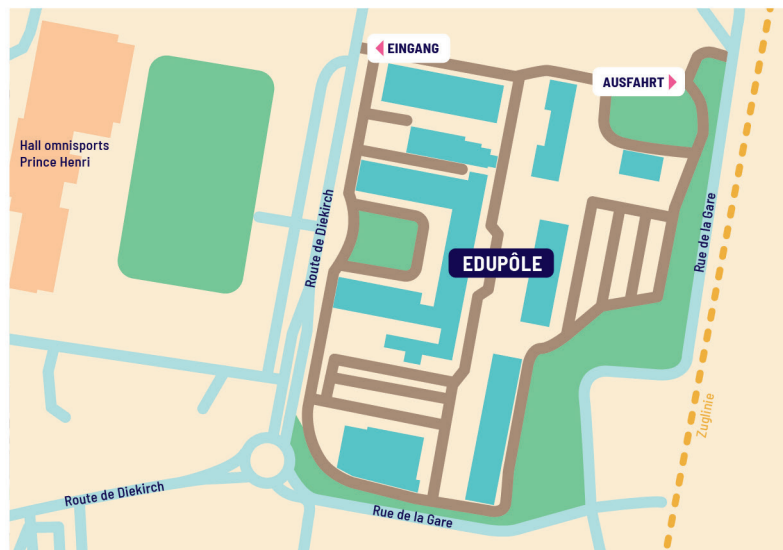 EINGANG
AUSFAHRT
Hall omnisports
Prince Henri
Route de Diekirch
Rue de la Gare
EDUPÔLE
Zuglinie
Route de Diekirch
Rue de la Gare